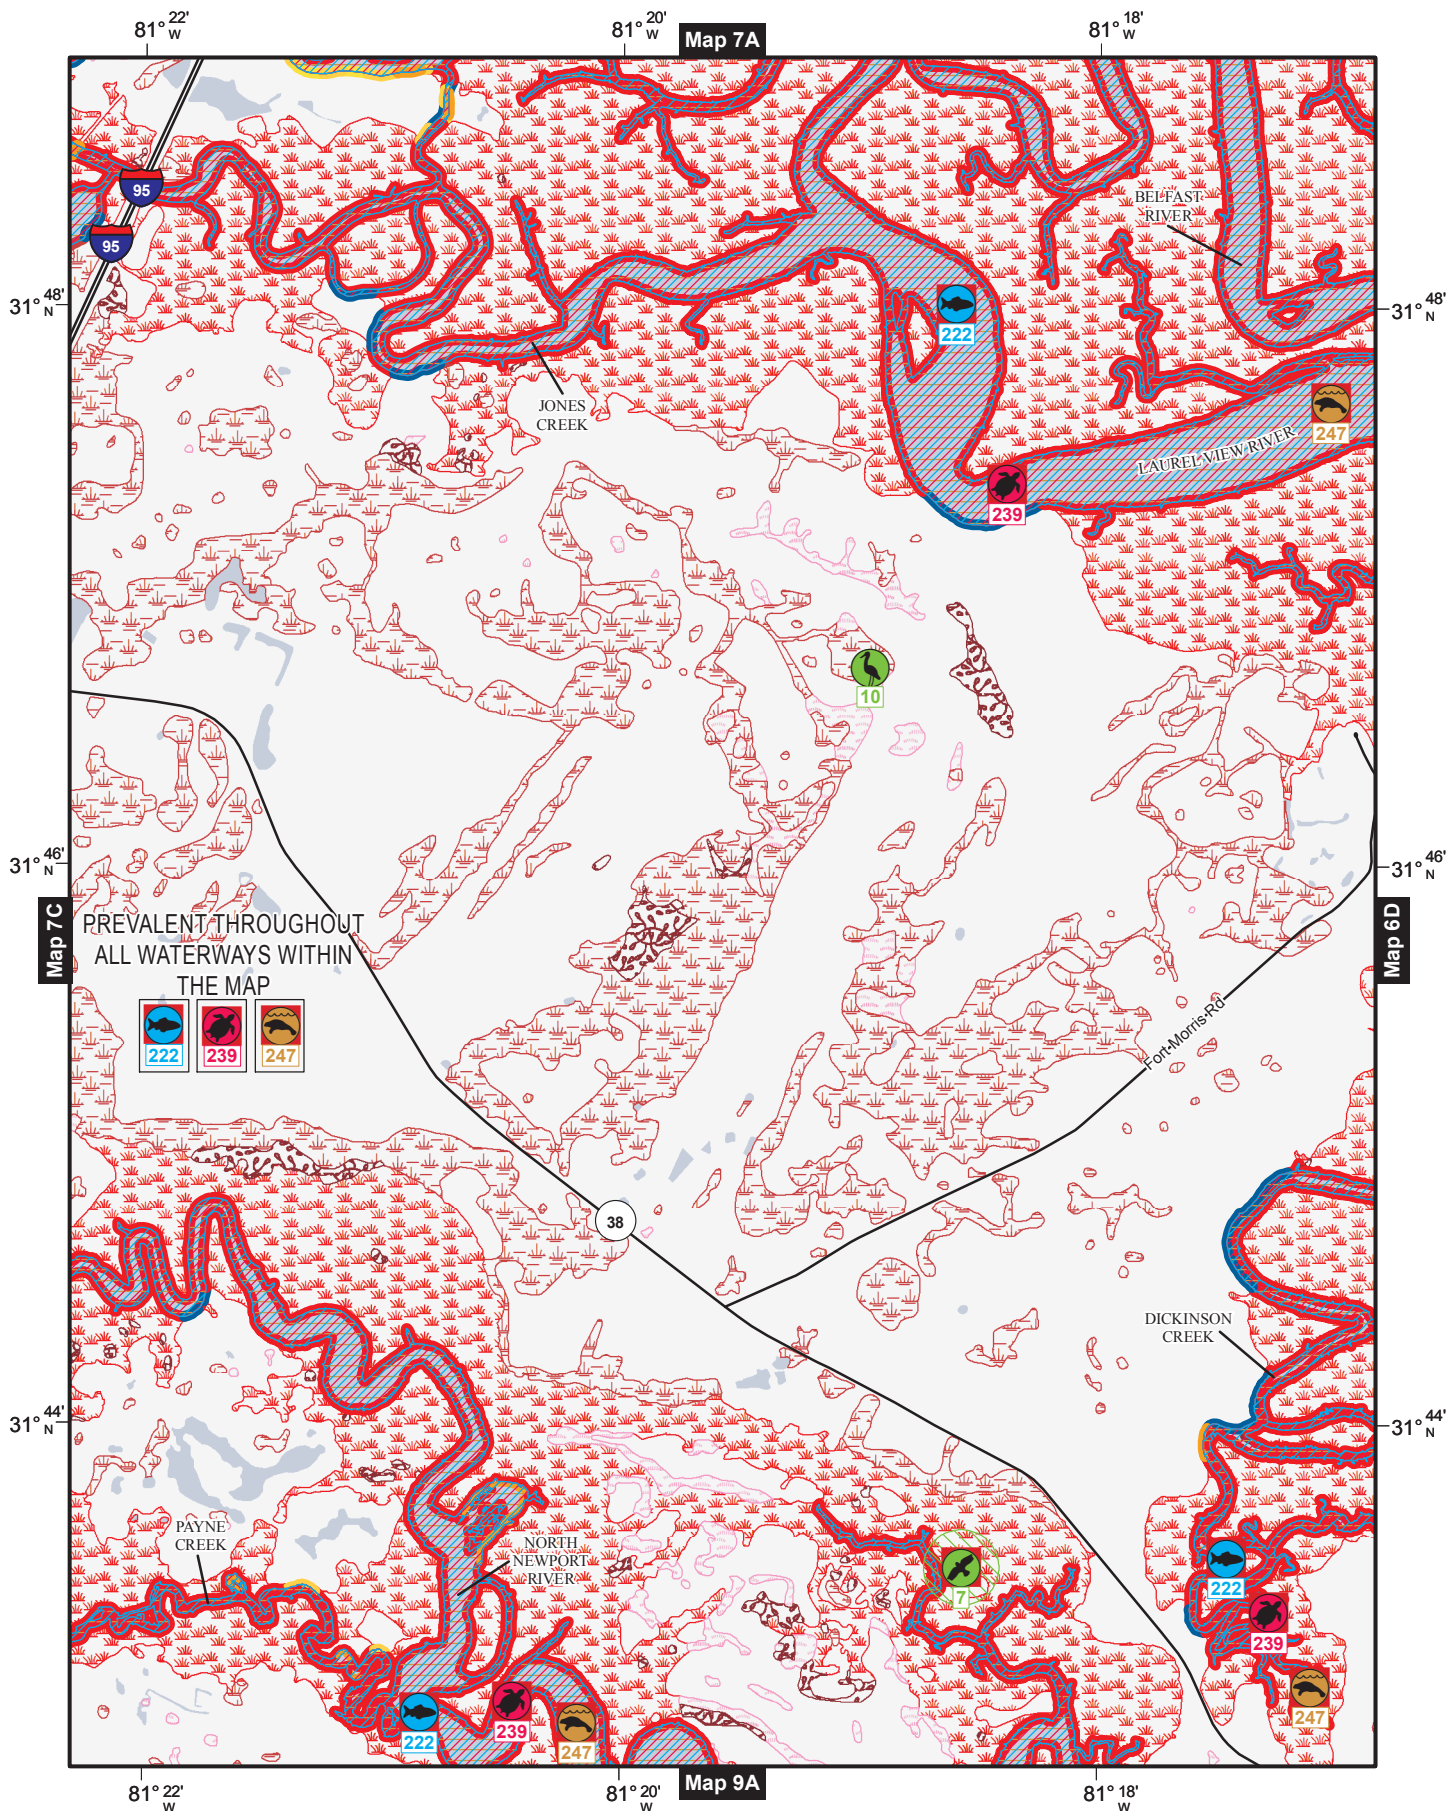 81° 22' W
81° 20' W
Map 7A
81° 18' W
95
95
BELFAST
RIVER
31° 48' N
31° 48' N
222
JONES
CREEK
247
LAUREL VIEW RIVER
239
10
31° 46' N
31° 46' N
Map 7C
Map 6D
PREVALENT THROUGHOUT
ALL WATERWAYS WITHIN
THE MAP
222
239
247
Fort Morris Rd
38
DICKINSON
CREEK
31° 44' N
31° 44' N
PAYNE
CREEK
NORTH
NEWPORT
RIVER
7
222
239
247
222
239
247
81° 22' W
81° 20' W
Map 9A
81° 18' W